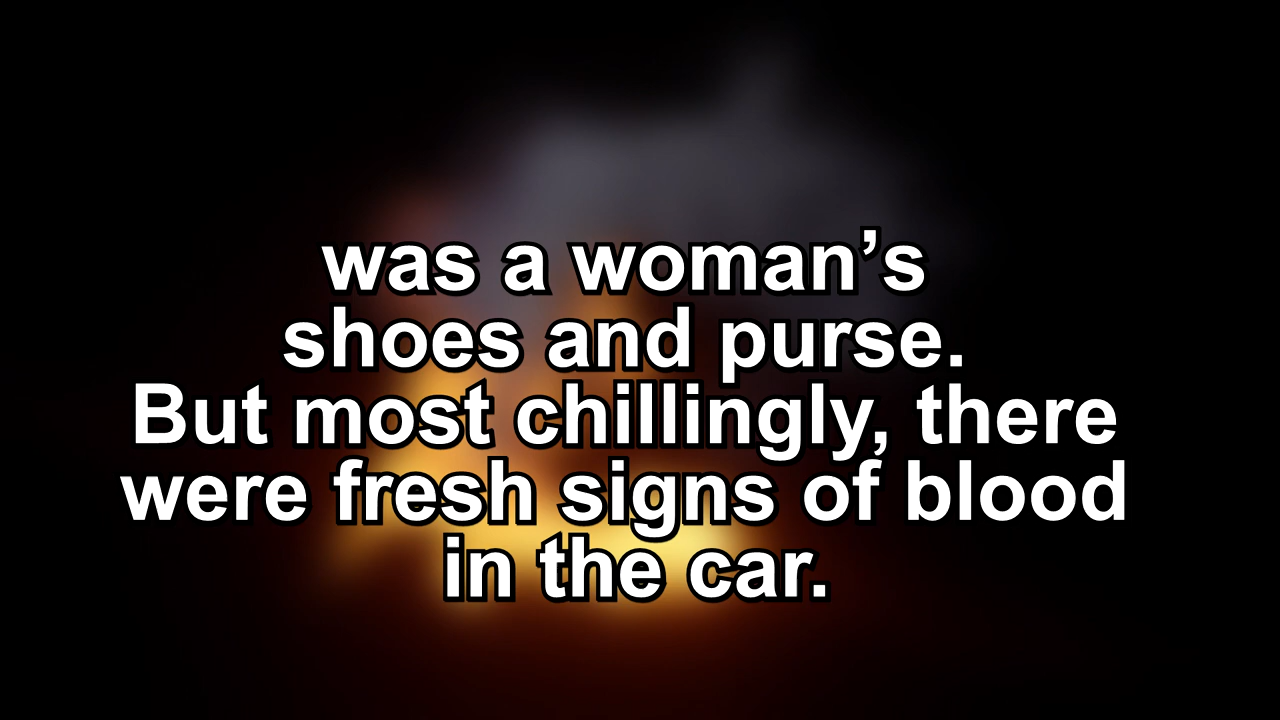 was a woman’s
shoes and purse.
But most chillingly, there
were fresh signs of blood
in the car.